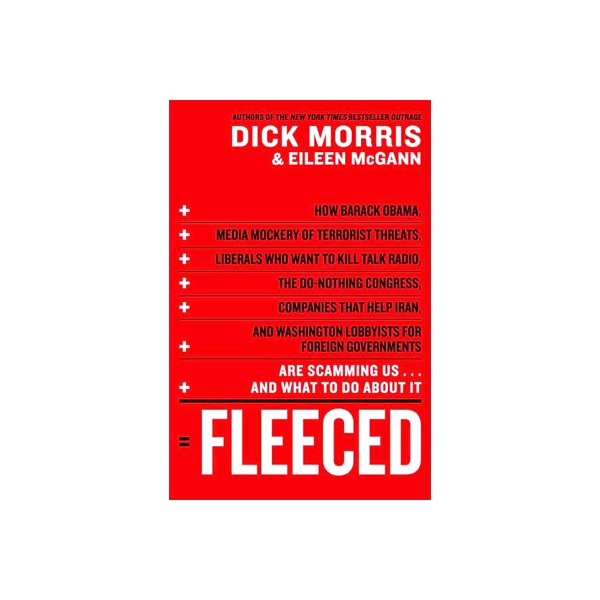 AUTHORS OF THE NEW YORK TIMES BESTSELLER OUTRAGE
DICK MORRIS
& EILEEN McGANN
+ HOW BARACK OBAMA,
+ MEDIA MOCKERY OF TERRORIST THREATS,
+ LIBERALS WHO WANT TO KILL TALK RADIO,
+ THE DO-NOTHING CONGRESS,
+ COMPANIES THAT HELP IRAN,
AND WASHINGTON LOBBYISTS FOR
+ FOREIGN GOVERNMENTS
ARE SCAMMING US . . .
+ AND WHAT TO DO ABOUT IT
= FLEECED